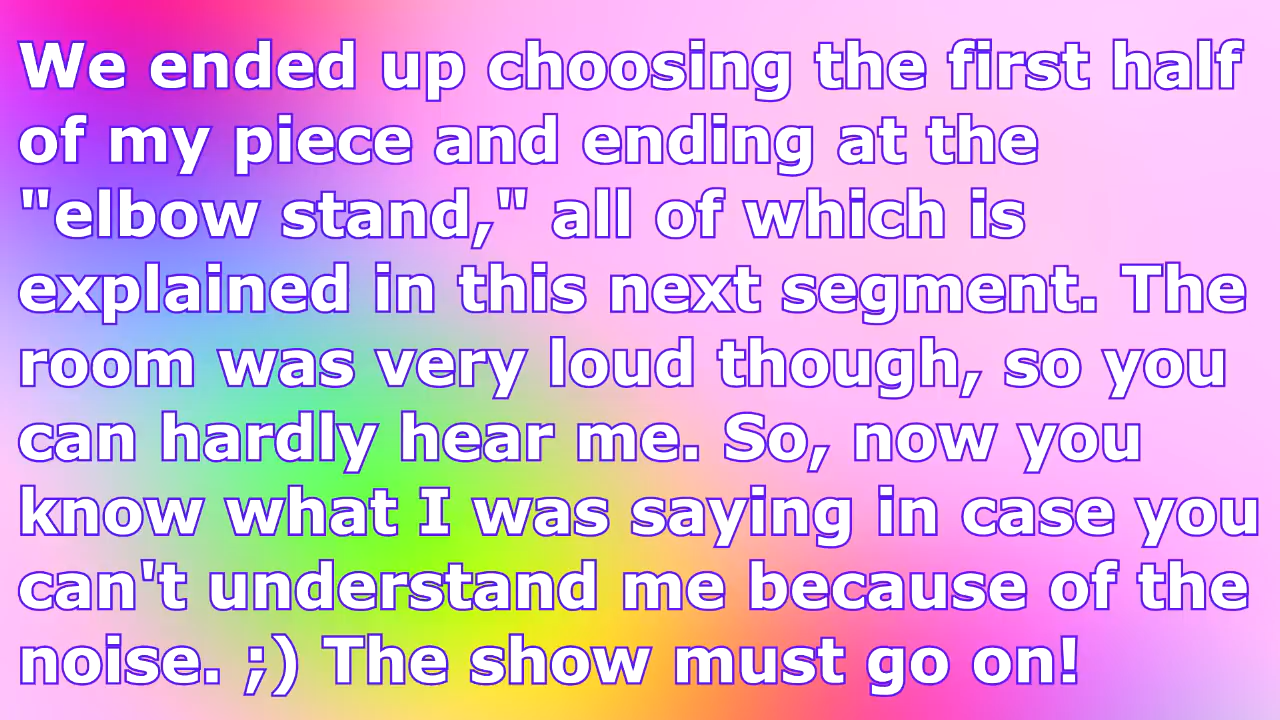 We ended up choosing the first half
of my piece and ending at the
"elbow stand," all of which is
explained in this next segment. The
room was very loud though, so you
can hardly hear me. So, now you
know what I was saying in case you
can't understand me because of the
noise. ;) The show must go on!